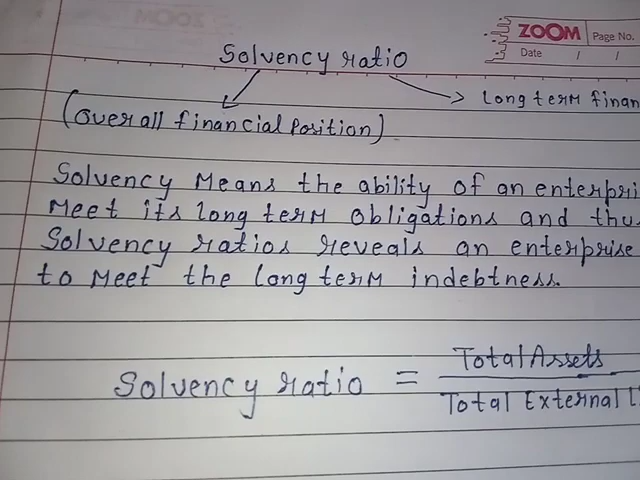 ZOOM
Page No.
Date / /
Solvency ratio
Long term finan
(Overall financial Position)
Solvency Means the ability of an enterpri
Meet its long term obligations and thu
Solvency ratios reveals an enterprise
to Meet the long term indebtness.
Solvency ratio = Total Assets
Total External Li